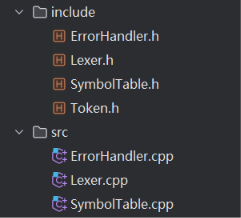 include
ErrorHandler.h
Lexer.h
SymbolTable.h
Token.h
src
ErrorHandler.cpp
Lexer.cpp
SymbolTable.cpp